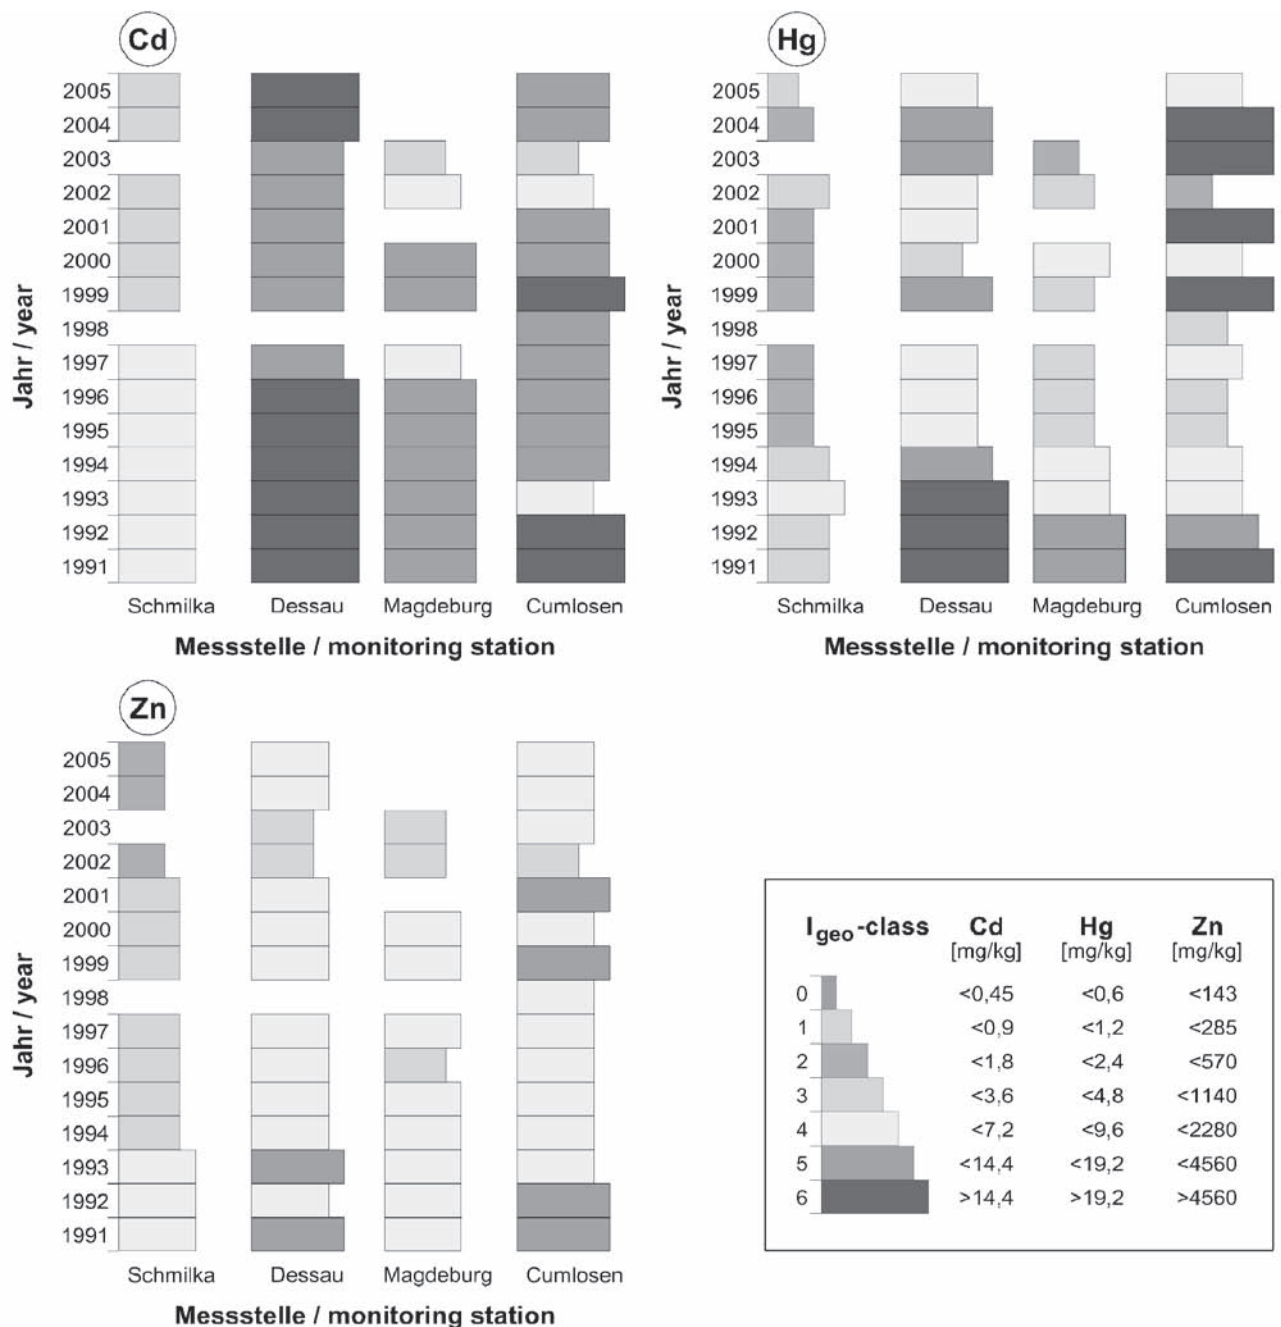 Cd
2005
2004
2003
2002
2001
2000
1999
1998
1997
1996
1995
1994
1993
1992
1991
Jahr / year
Schmilka Dessau Magdeburg Cumlosen
Messstelle / monitoring station
Hg
2005
2004
2003
2002
2001
2000
1999
1998
1997
1996
1995
1994
1993
1992
1991
Jahr / year
Schmilka Dessau Magdeburg Cumlosen
Messstelle / monitoring station
Zn
2005
2004
2003
2002
2001
2000
1999
1998
1997
1996
1995
1994
1993
1992
1991
Jahr / year
Schmilka Dessau Magdeburg Cumlosen
Messstelle / monitoring station
Igeo-class Cd Hg Zn
[mg/kg] [mg/kg] [mg/kg]
0 <0,45 <0,6 <143
1 <0,9 <1,2 <285
2 <1,8 <2,4 <570
3 <3,6 <4,8 <1140
4 <7,2 <9,6 <2280
5 <14,4 <19,2 <4560
6 >14,4 >19,2 >4560